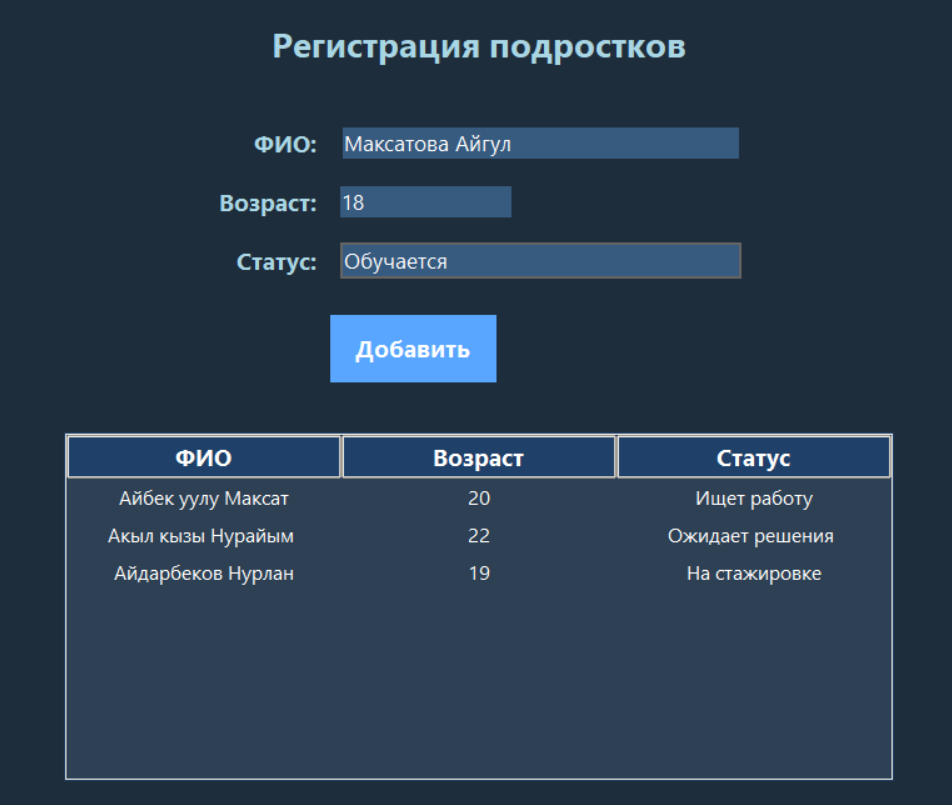 Регистрация подростков
ФИО: Максатова Айгул
Возраст: 18
Статус: Обучается
Добавить
ФИО Возраст Статус
Айбек уулу Максат 20 Ищет работу
Акыл кызы Нурайым 22 Ожидает решения
Айдарбеков Нурлан 19 На стажировке